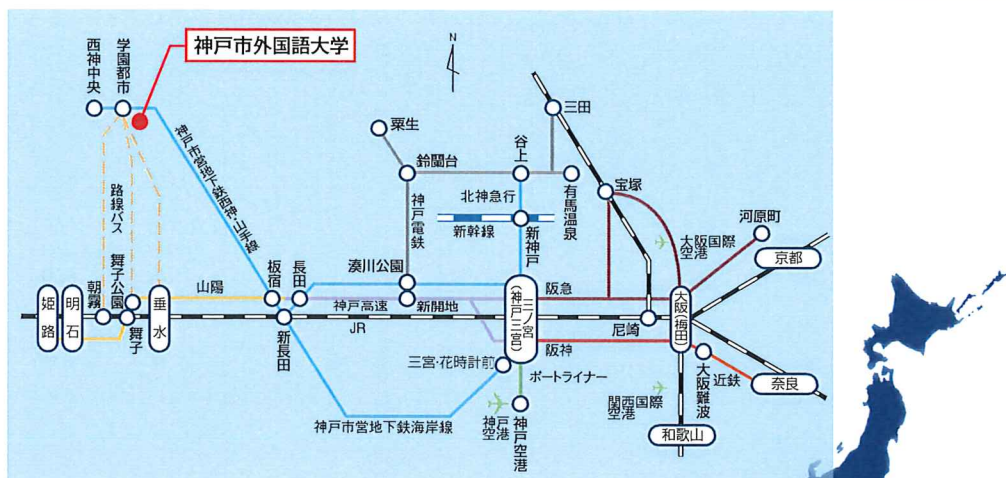 神戸市外国語大学
西神中央
学園都市
N
三田
粟生
神戸市営地下鉄西神・山手線
谷上
鈴蘭台
北神急行
有馬温泉
宝塚
神戸電鉄
新幹線
新神戸
河原町
大阪国際
空港
京都
路線バス
湊川公園
板宿
長田
舞子公園
朝霧
山陽
阪急
姫路
明石
垂水
神戸高速
新開地
三ノ宮
(神戸三宮)
大阪(梅田)
舞子
新長田
JR
尼崎
阪神
三宮・花時計前
ポートライナー
大阪難波
近鉄
奈良
関西国際
空港
神戸
空港
神戸空港
神戸市営地下鉄海岸線
和歌山